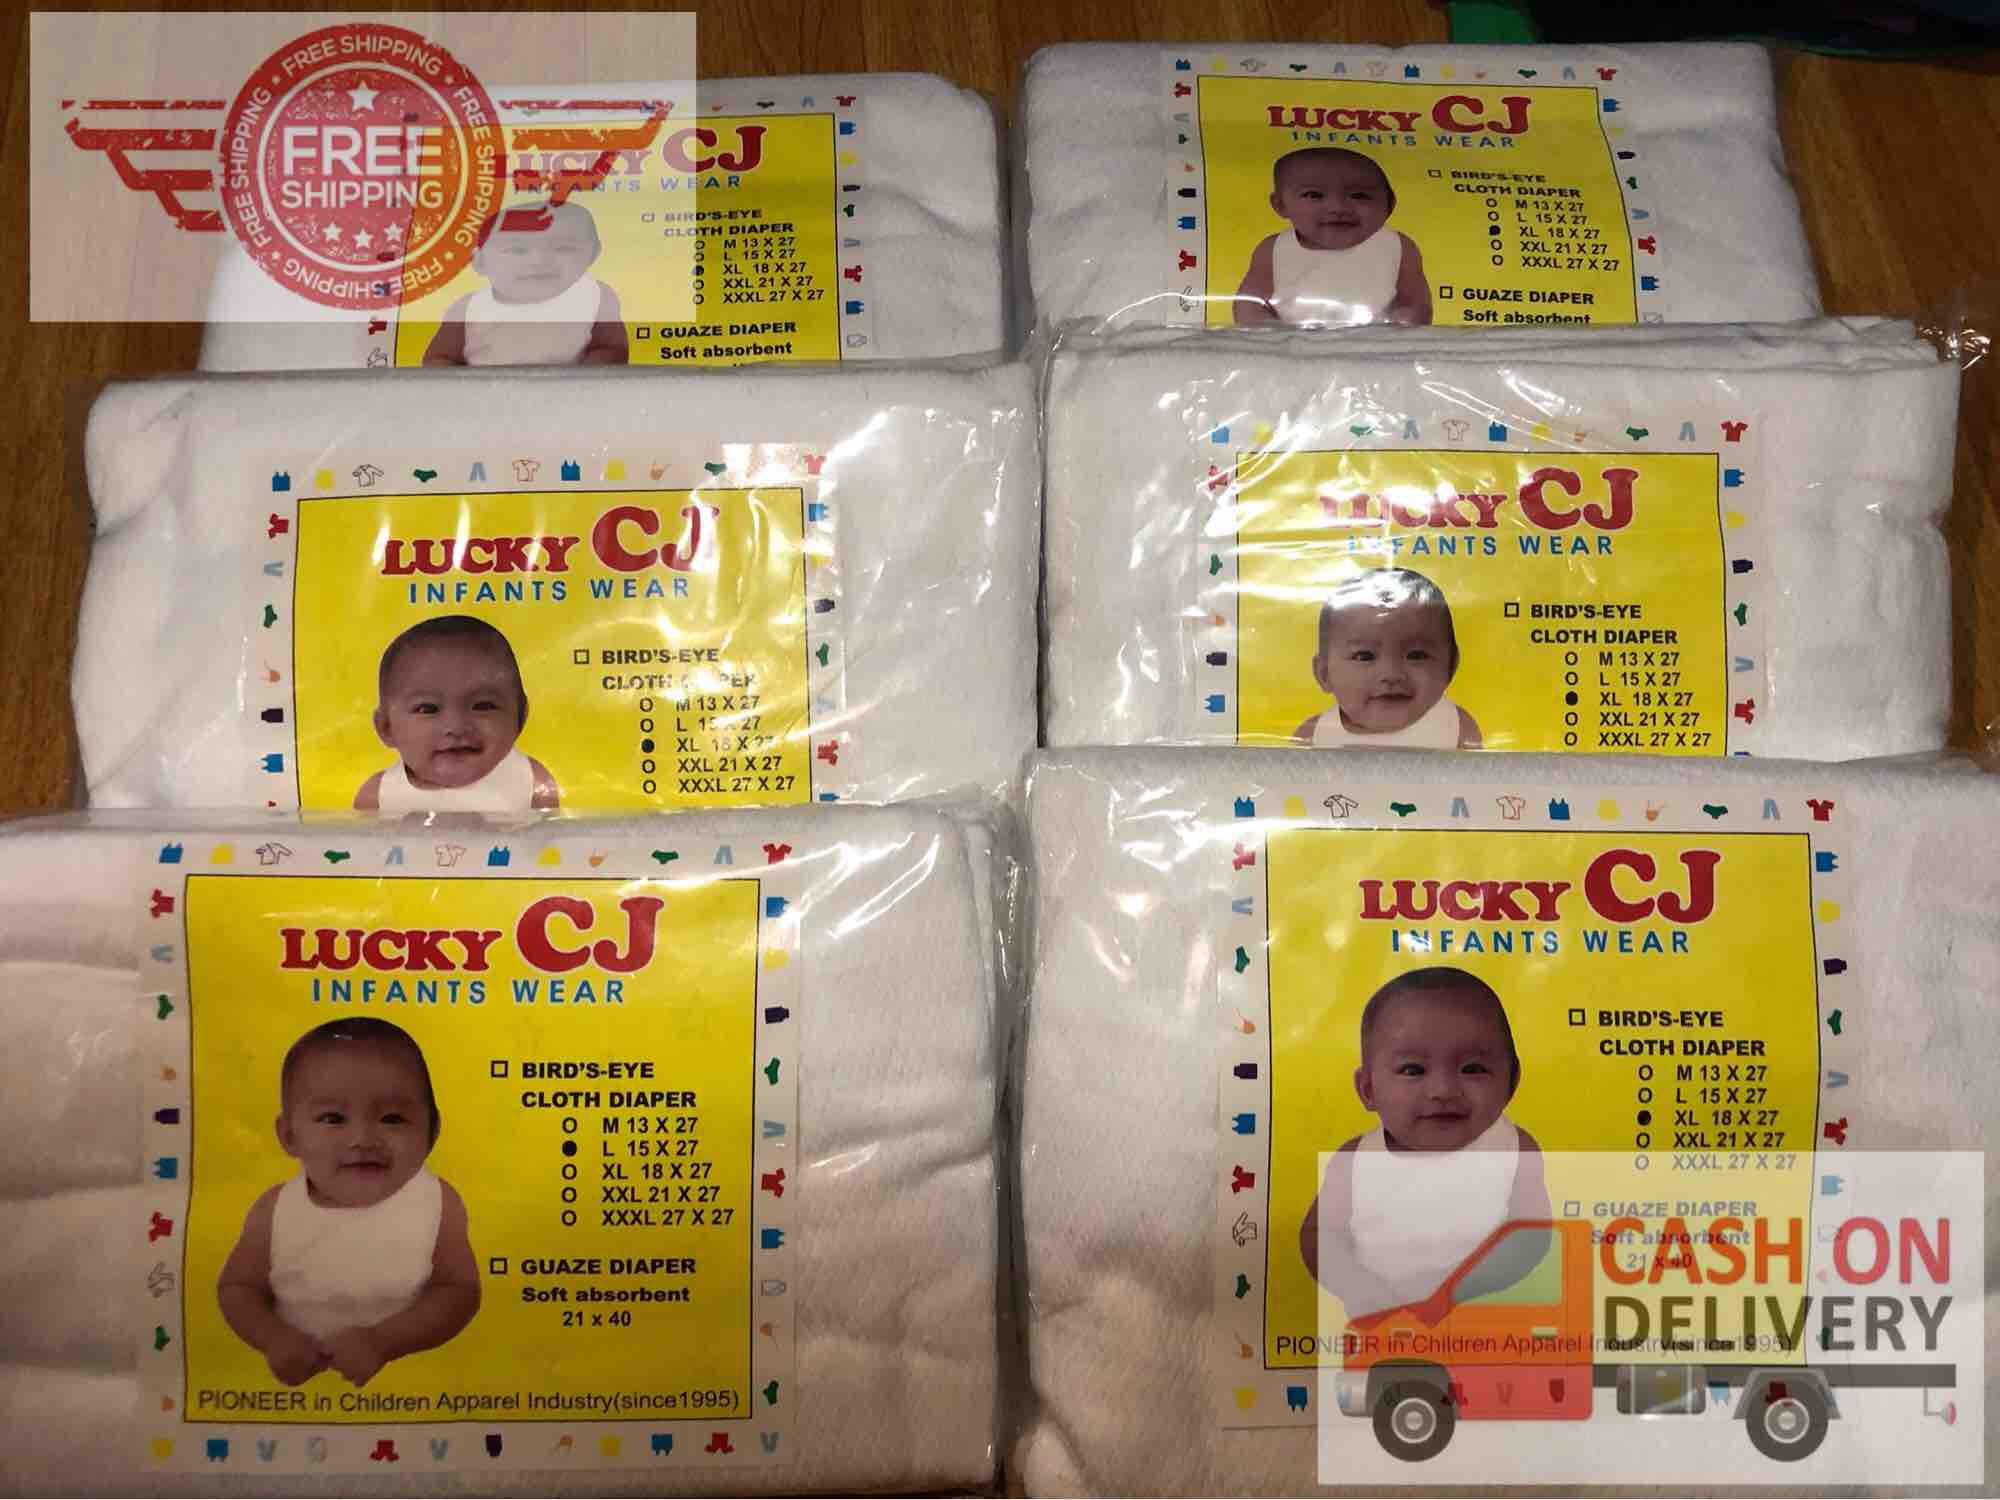 FREE SHIPPING • FREE SHIPPING • FREE SHIPPING • FREE SHIPPING •
FREE
SHIPPING
LUCKY CJ
INFANTS WEAR
BIRD'S-EYE
CLOTH DIAPER
O M 13 X 27
O L 15 X 27
XL 18 X 27
O XXL 21 X 27
O XXXL 27 X 27
GUAZE DIAPER
Soft absorbent
LUCKY CJ
INFANTS WEAR
BIRD'S-EYE
CLOTH DIAPER
O M 13 X 27
O L 15 X 27
● XL 18 X 27
O XXL 21 X 27
O XXXL 27 X 27
GUAZE DIAPER
Soft absorbent
LUCKY CJ
INFANTS WEAR
BIRD'S-EYE
CLOTH DIAPER
O M 13 X 27
O L 15 X 27
● XL 18 X 27
O XXL 21 X 27
O XXXL 27 X 27
LUCKY CJ
INFANTS WEAR
BIRD'S-EYE
CLOTH DIAPER
O M 13 X 27
O L 15 X 27
● XL 18 X 27
O XXL 21 X 27
O XXXL 27 X 27
LUCKY CJ
INFANTS WEAR
BIRD'S-EYE
CLOTH DIAPER
O M 13 X 27
● L 15 X 27
O XL 18 X 27
O XXL 21 X 27
O XXXL 27 X 27
GUAZE DIAPER
Soft absorbent
21 x 40
PIONEER in Children Apparel Industry(since1995)
LUCKY CJ
INFANTS WEAR
BIRD'S-EYE
CLOTH DIAPER
O M 13 X 27
O L 15 X 27
● XL 18 X 27
O XXL 21 X 27
O XXXL 27 X 27
GUAZE DIAPER
Soft absorbent
21 x 40
PIONEER in Children Apparel Industry(since1995)
CASH ON
DELIVERY